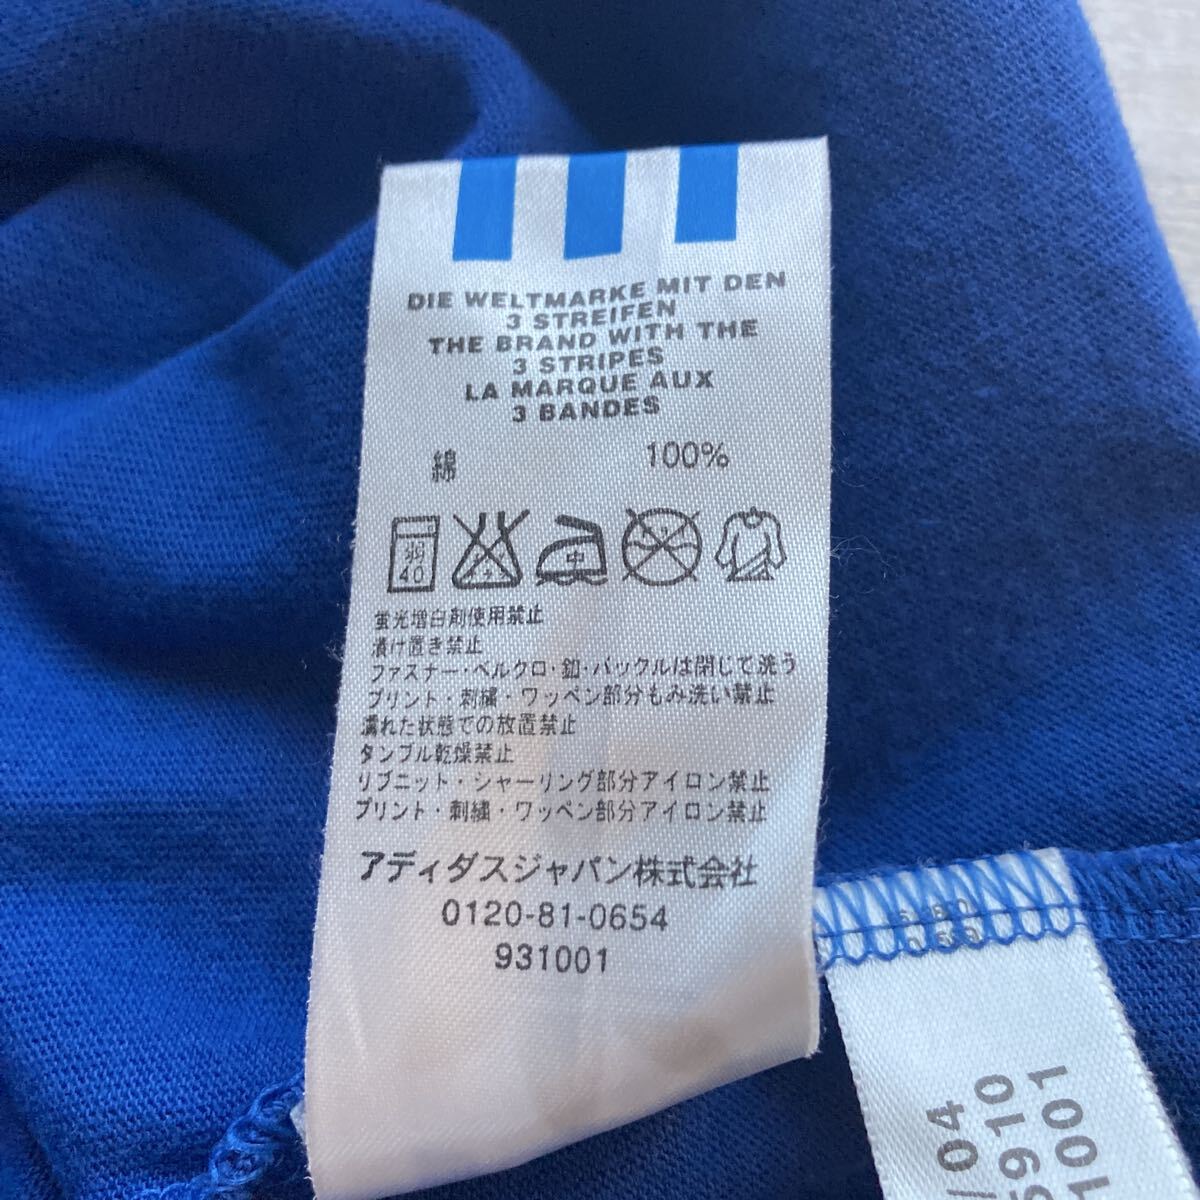 DIE WELTMARKE MIT DEN
3 STREIFEN
THE BRAND WITH THE
3 STRIPES
LA MARQUE AUX
3 BANDES
綿 100%
弱 40 中
蛍光増白剤使用禁止
漬け置き禁止
ファスナー・ベルクロ・釦・バックルは閉じて洗う
プリント・刺繍・ワッペン部分もみ洗い禁止
濡れた状態での放置禁止
タンブル乾燥禁止
リブニット・シャーリング部分アイロン禁止
プリント・刺繍・ワッペン部分アイロン禁止
アディダスジャパン株式会社
0120-81-0654
931001
/04
6910
1001